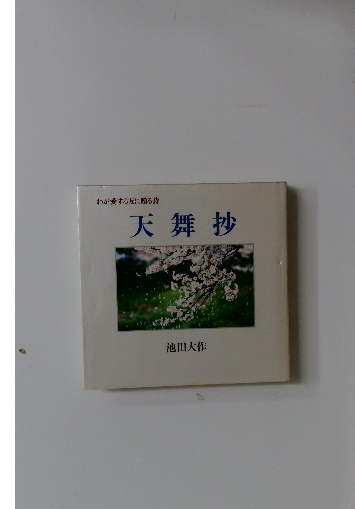 わが愛する友に贈る詩
天舞抄
池田大作